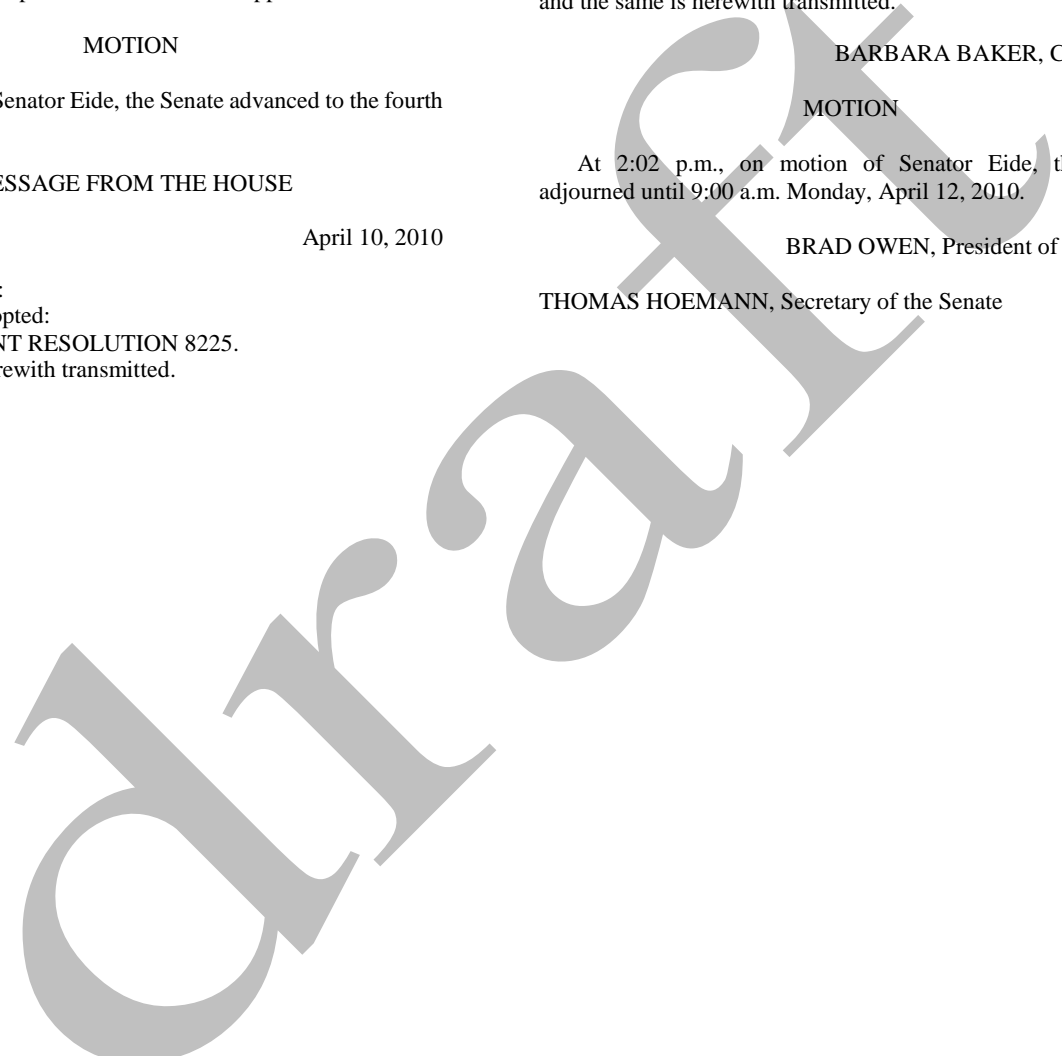 MOTION
Senator Eide, the Senate advanced to the fourth
ESSAGE FROM THE HOUSE
April 10, 2010
:
opted:
NT RESOLUTION 8225.
rewith transmitted.
and the same is herewith transmitted.
BARBARA BAKER, C
MOTION
At 2:02 p.m., on motion of Senator Eide, th
adjourned until 9:00 a.m. Monday, April 12, 2010.
BRAD OWEN, President of
THOMAS HOEMANN, Secretary of the Senate
draft